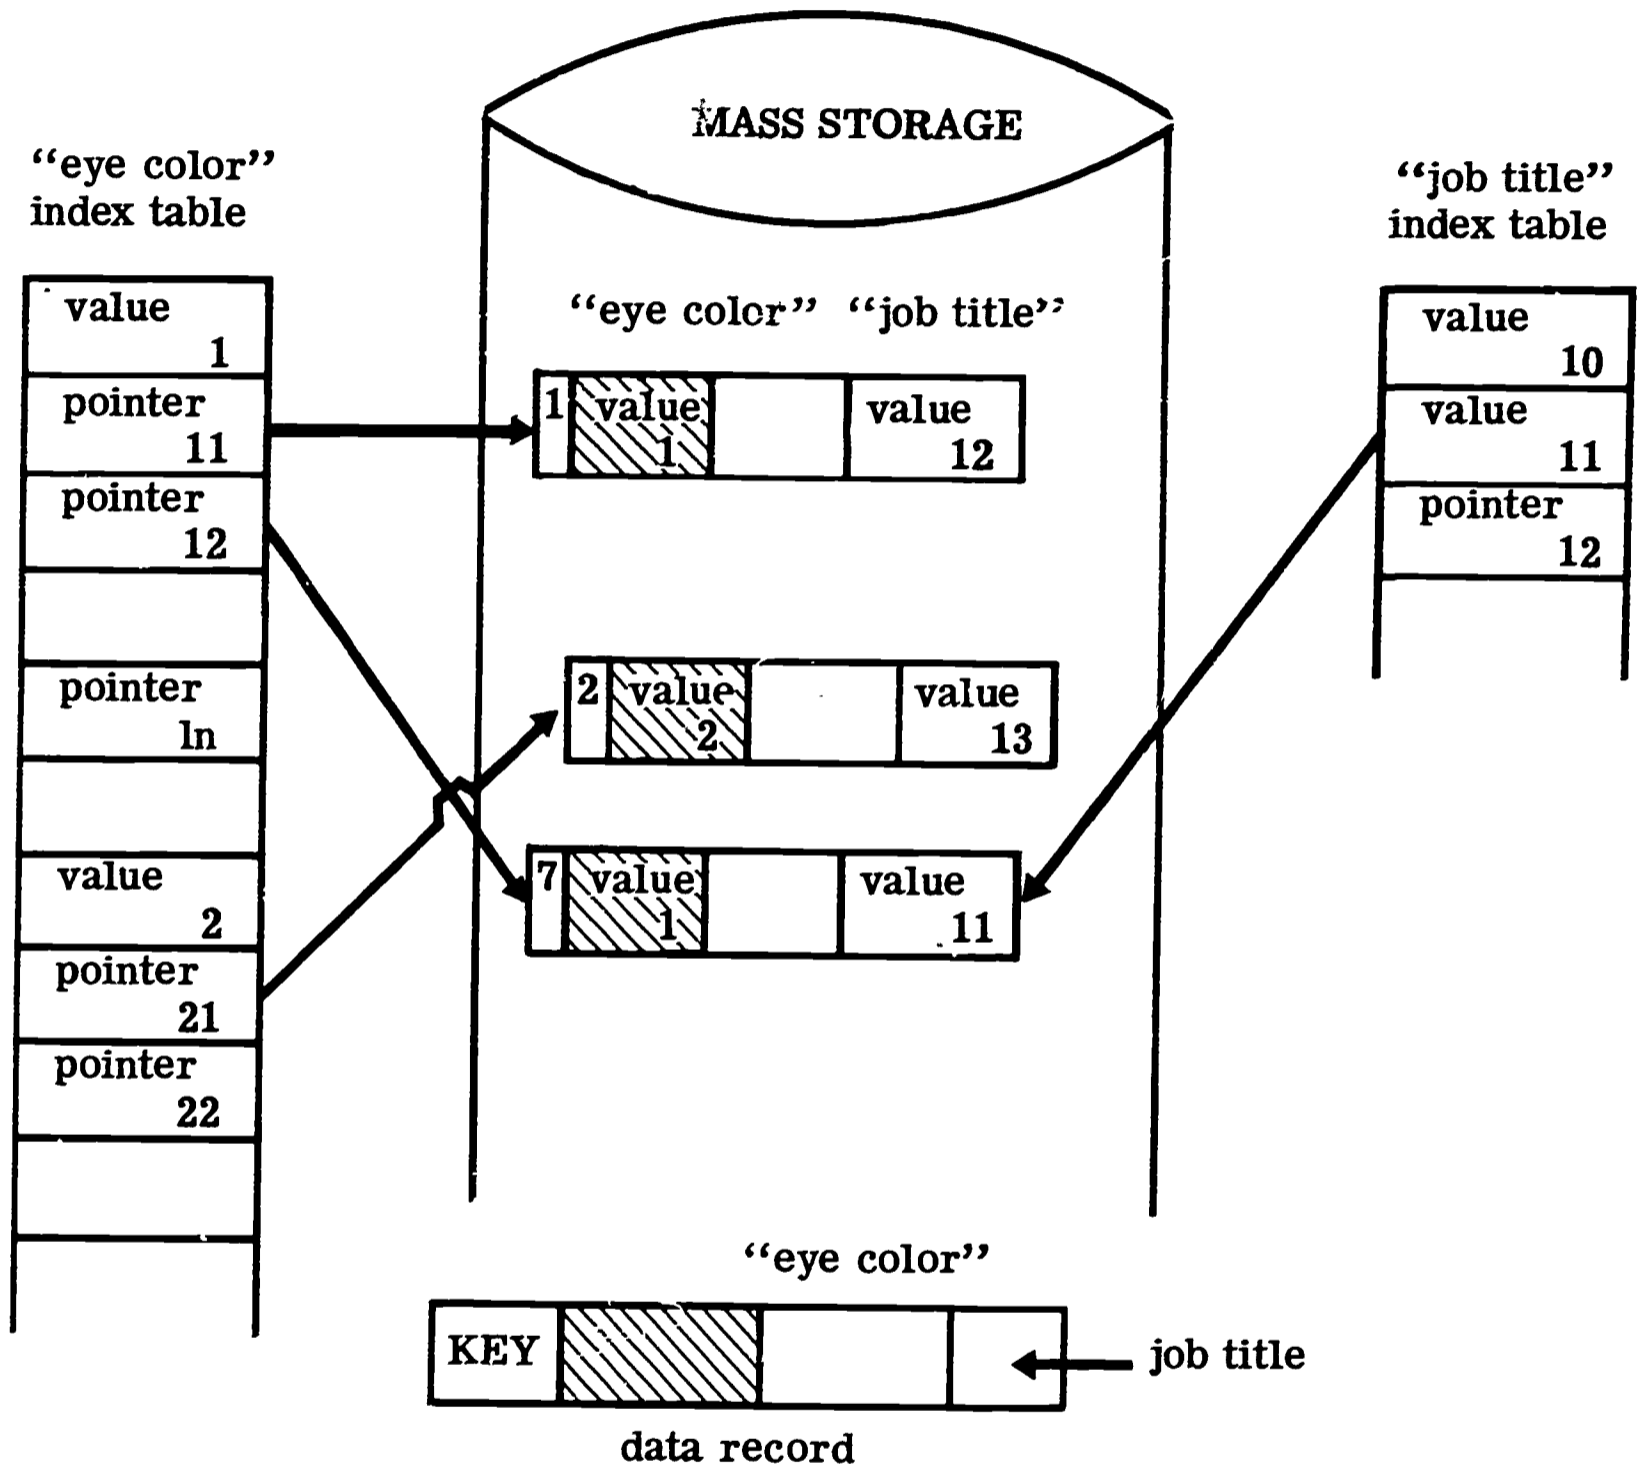 MASS STORAGE
“eye color”
index table
value
1
pointer
11
pointer
12
pointer
ln
value
2
pointer
21
pointer
22
“eye color” “job title”
1 value
1
value
12
2 value
2
value
13
7 value
1
value
11
“job title”
index table
value
10
value
11
pointer
12
“eye color”
KEY
job title
data record